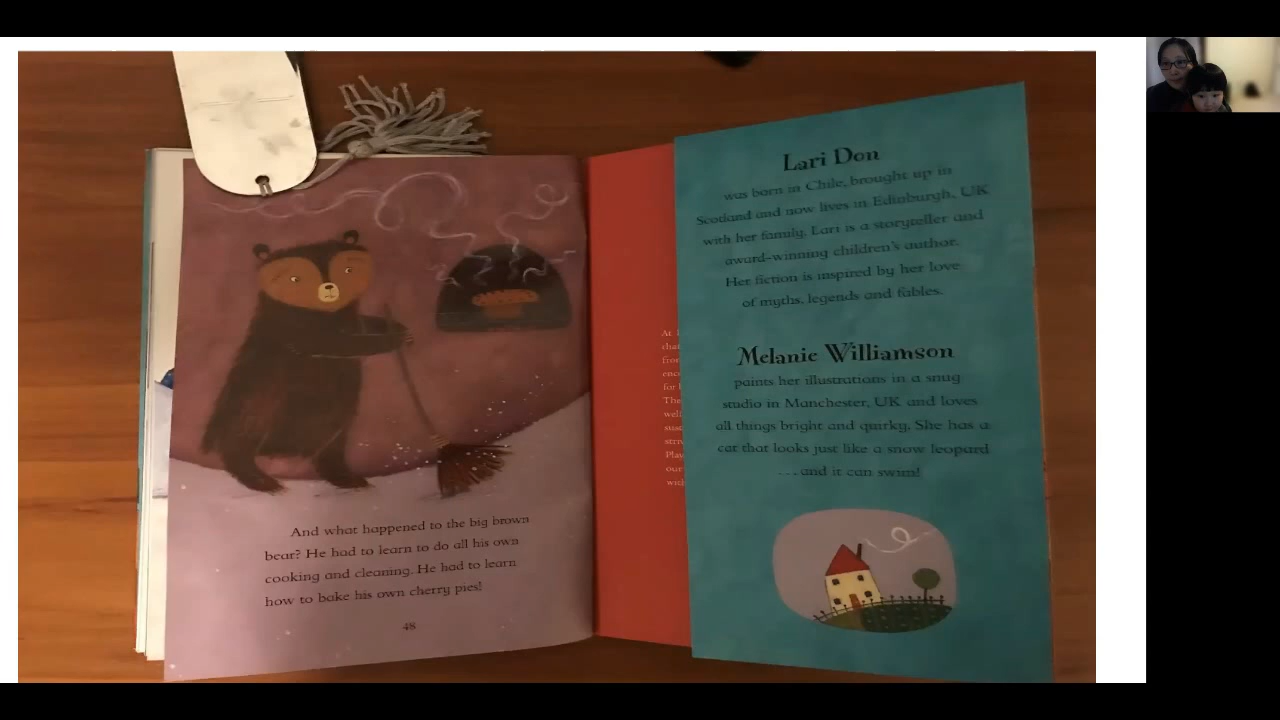 And what happened to the big brown
bear? He had to learn to do all his own
cooking and cleaning. He had to learn
how to bake his own cherry pies!
48
At
that
from
for
our
Lari Don
was born in Chile, brought up in
Scotland and now lives in Edinburgh, UK
with her family. Lari is a storyteller and
award-winning children's author.
Her fiction is inspired by her love
of myths, legends and fables.
Melanie Williamson
paints her illustrations in a snug
studio in Manchester, UK and loves
all things bright and quirky. She has a
cat that looks just like a snow leopard
...and it can swim!